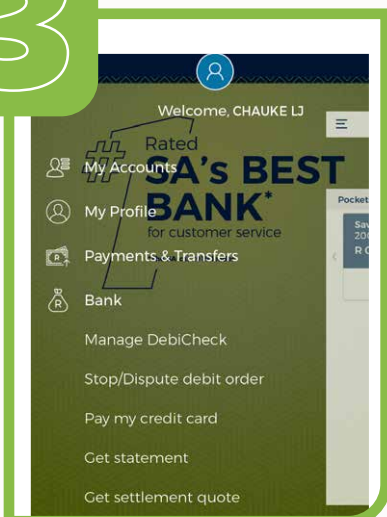 3
Welcome, CHAUKE LJ
#1
Rated
SA's BEST
BANK*
for customer service
My Accounts
My Profile
Payments & Transfers
Bank
Manage DebiCheck
Stop/Dispute debit order
Pay my credit card
Get statement
Get settlement quote
Pocket